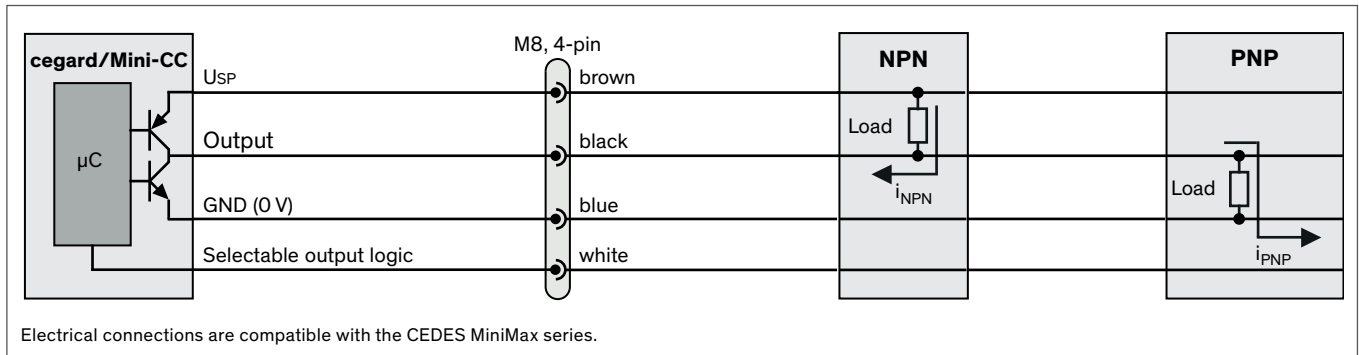 cegard/Mini-CC
M8, 4-pin
NPN
PNP
USP
brown
Load
µC
Output
black
iNPN
Load
GND (0 V)
blue
iPNP
Selectable output logic
white
Electrical connections are compatible with the CEDES MiniMax series.